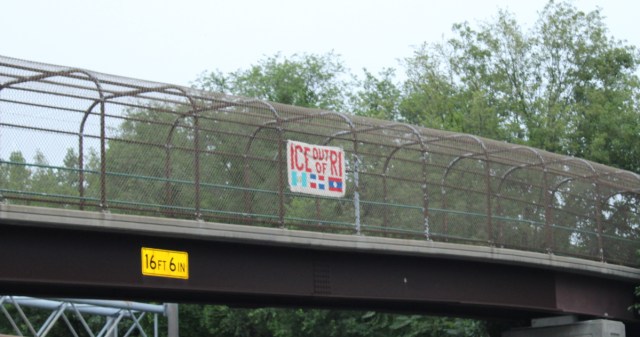 ICE OUT OF RI
16 FT 6 IN